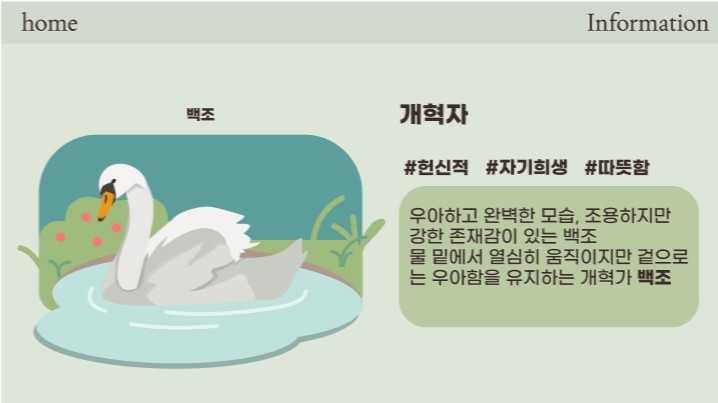 home
Information
백조
개혁자
#헌신적 #자기희생 #따뜻함
우아하고 완벽한 모습, 조용하지만
강한 존재감이 있는 백조
물 밑에서 열심히 움직이지만 겉으로
는 우아함을 유지하는 개혁가 백조